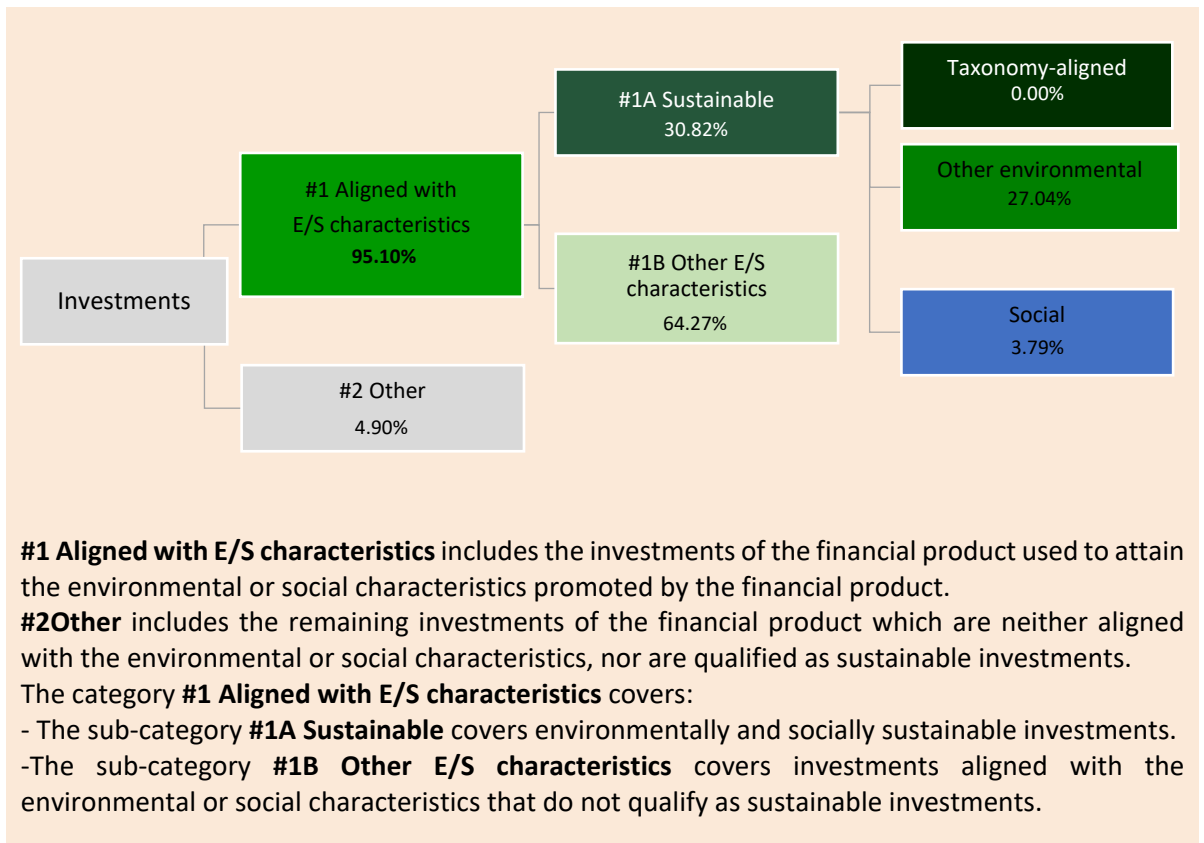 Investments
#1 Aligned with
E/S characteristics
95.10%
#2 Other
4.90%
#1A Sustainable
30.82%
#1B Other E/S
characteristics
64.27%
Taxonomy-aligned
0.00%
Other environmental
27.04%
Social
3.79%
#1 Aligned with E/S characteristics includes the investments of the financial product used to attain
the environmental or social characteristics promoted by the financial product.
#2Other includes the remaining investments of the financial product which are neither aligned
with the environmental or social characteristics, nor are qualified as sustainable investments.
The category #1 Aligned with E/S characteristics covers:
- The sub-category #1A Sustainable covers environmentally and socially sustainable investments.
-The sub-category #1B Other E/S characteristics covers investments aligned with the
environmental or social characteristics that do not qualify as sustainable investments.